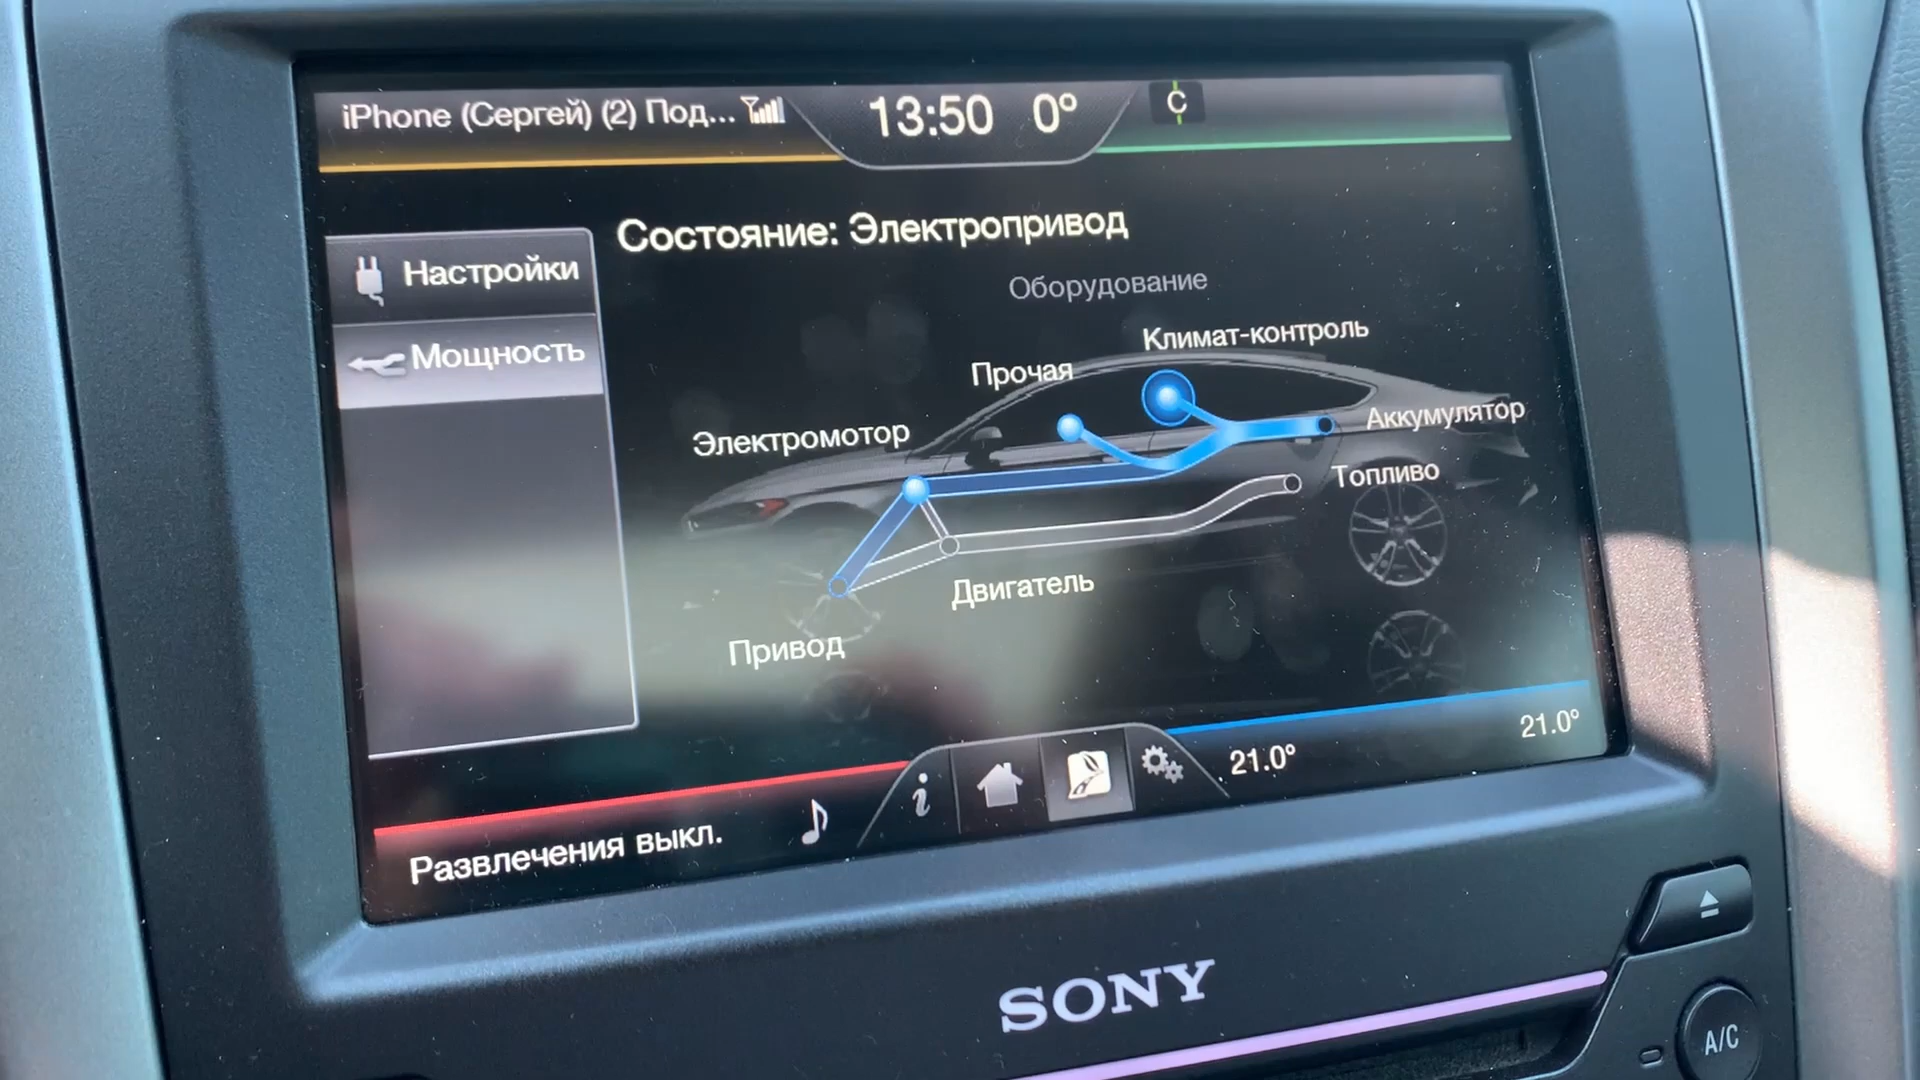 iPhone (Сергей) (2) Под...
13:50 0°
C
Состояние: Электропривод
Настройки
Оборудование
Мощность
Климат-контроль
Прочая
Аккумулятор
Электромотор
Топливо
Двигатель
Привод
21.0°
21.0°
i
Развлечения выкл.
SONY
A/C